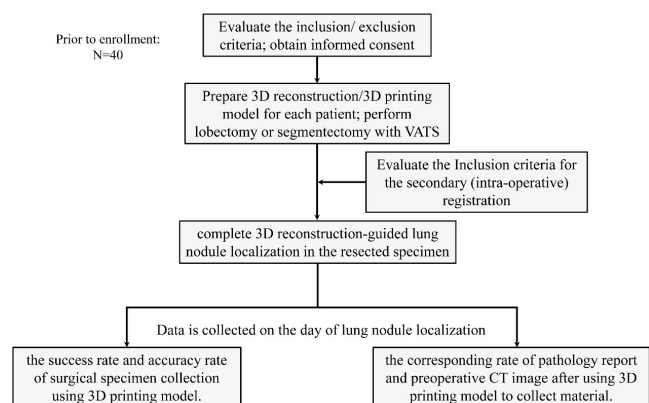 Prior to enrollment:
N=40
Evaluate the inclusion/ exclusion
criteria; obtain informed consent
Prepare 3D reconstruction/3D printing
model for each patient; perform
lobectomy or segmentectomy with VATS
Evaluate the Inclusion criteria for
the secondary (intra-operative)
registration
complete 3D reconstruction-guided lung
nodule localization in the resected specimen
Data is collected on the day of lung nodule localization
the success rate and accuracy rate
of surgical specimen collection
using 3D printing model.
the corresponding rate of pathology report
and preoperative CT image after using 3D
printing model to collect material.